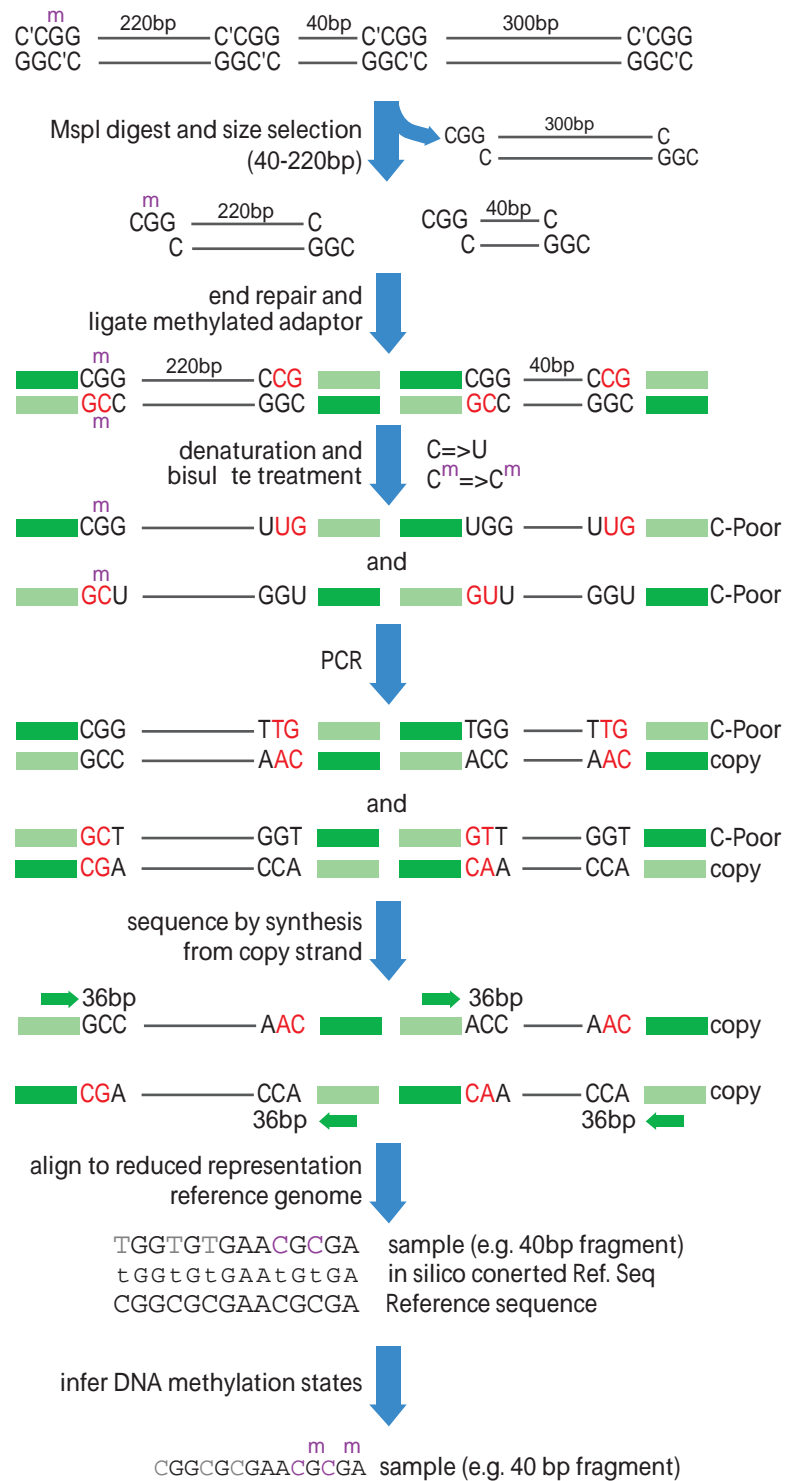 m
C'CGG 220bp C'CGG 40bp C'CGG 300bp C'CGG
GGC'C GGC'C GGC'C GGC'C
MspI digest and size selection
(40-220bp)
CGG 300bp C
C GGC
m
CGG 220bp C CGG 40bp C
C GGC C GGC
end repair and
ligate methylated adaptor
m
CGG 220bp CCG CGG 40bp CCG
GCC GGC GCC GGC
m
denaturation and
bisul te treatment
C=>U
Cm=>Cm
m
CGG UUG UGG UUG C-Poor
and
m
GCU GGU GUU GGU C-Poor
PCR
CGG TTG TGG TTG C-Poor
GCC AAC ACC AAC copy
and
GCT GGT GTT GGT C-Poor
CGA CCA CAA CCA copy
sequence by synthesis
from copy strand
36bp 36bp
GCC AAC ACC AAC copy
CGA CCA CAA CCA copy
36bp 36bp
align to reduced representation
reference genome
TGGTGTGAACGCGA sample (e.g. 40bp fragment)
tGGtGtGAAtGtGA in silico conerted Ref. Seq
CGGCGCGAACGCGA Reference sequence
infer DNA methylation states
m m
CGGCGCGAACGCGA sample (e.g. 40 bp fragment)